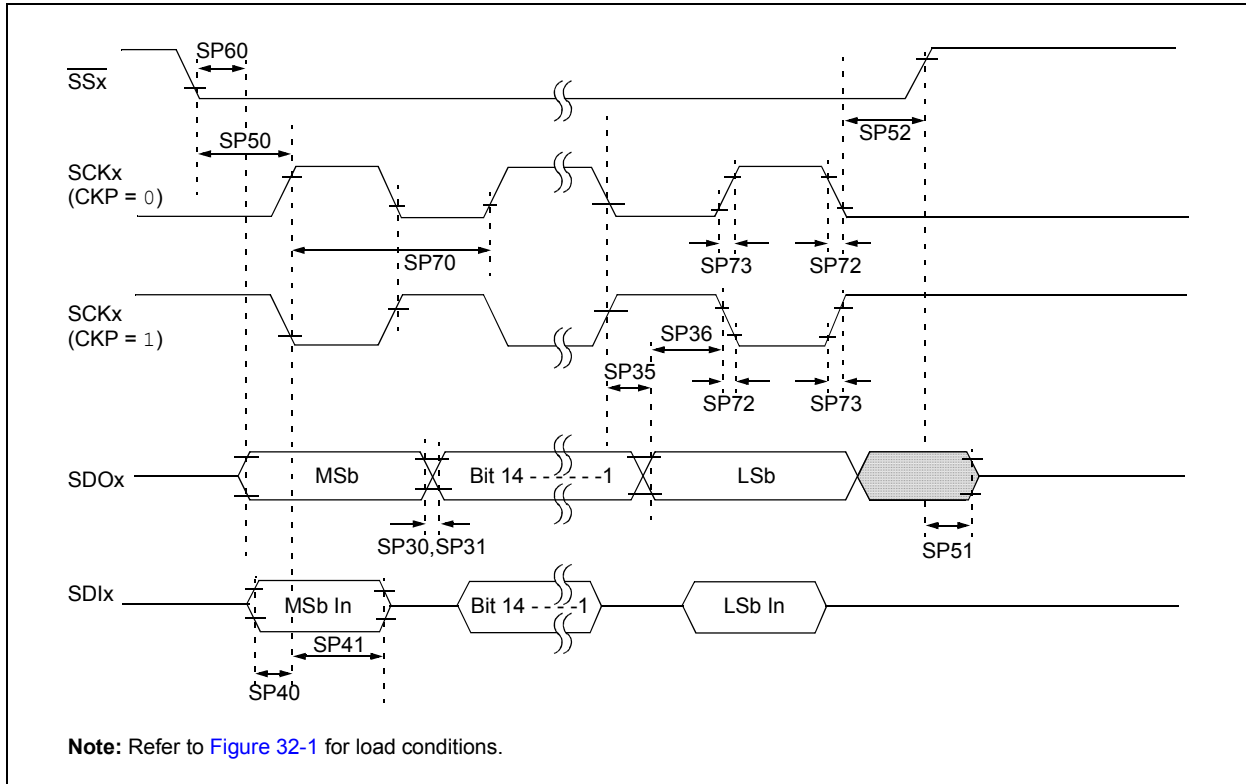 SP60
SSx
SP52
SP50
SCKx
(CKP = 0)
SP70
SP73
SP72
SCKx
(CKP = 1)
SP36
SP35
SP72
SP73
SDOx
MSb
Bit 14 - - - - - -1
LSb
SP30,SP31
SP51
SDIx
MSb In
Bit 14 - - - -1
LSb In
SP41
SP40
Note: Refer to Figure 32-1 for load conditions.